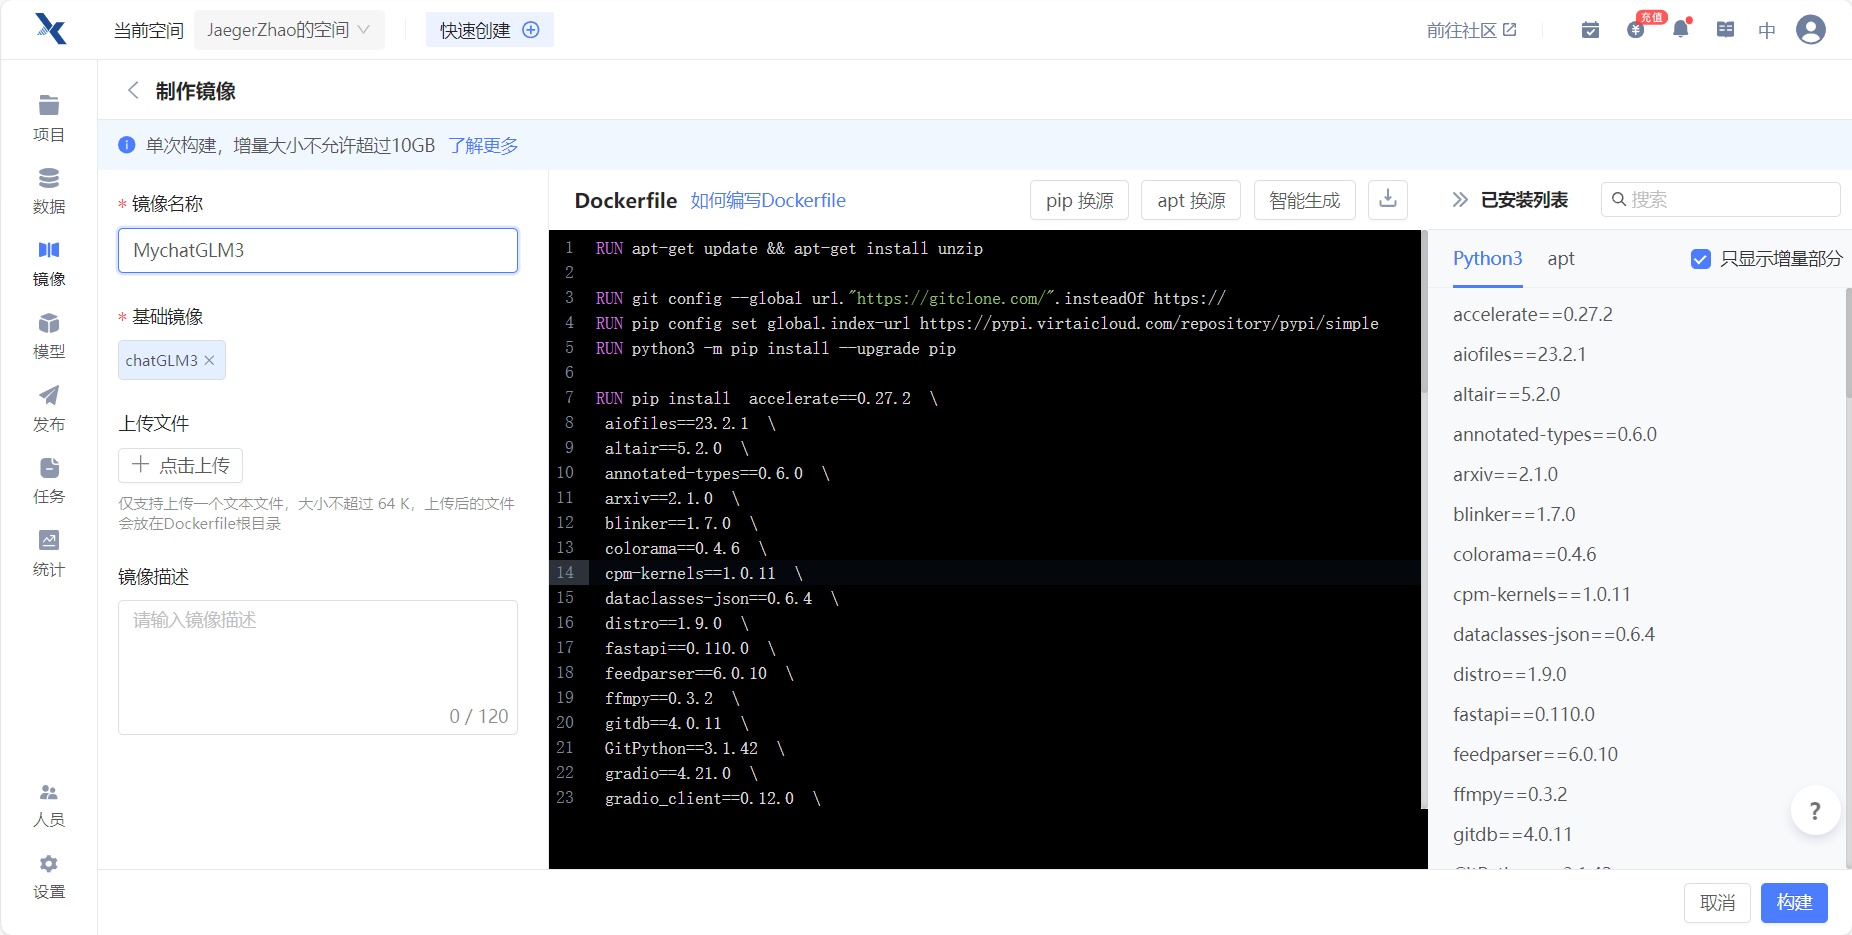 当前空间 JaegerZhao的空间 快速创建 前往社区 充值 中
制作镜像
单次构建，增量大小不允许超过10GB 了解更多
项目
数据
镜像
模型
发布
任务
统计
人员
设置
* 镜像名称
MychatGLM3
* 基础镜像
chatGLM3 ×
上传文件
点击上传
仅支持上传一个文本文件，大小不超过 64 K，上传后的文件
会放在Dockerfile根目录
镜像描述
请输入镜像描述
0 / 120
Dockerfile 如何编写Dockerfile pip 换源 apt 换源 智能生成
1 RUN apt-get update && apt-get install unzip
2
3 RUN git config --global url."https://gitclone.com/".insteadOf https://
4 RUN pip config set global.index-url https://pypi.virtaicloud.com/repository/pypi/simple
5 RUN python3 -m pip install --upgrade pip
6
7 RUN pip install  accelerate==0.27.2  \
8 aiofiles==23.2.1  \
9 altair==5.2.0  \
10 annotated-types==0.6.0  \
11 arxiv==2.1.0  \
12 blinker==1.7.0  \
13 colorama==0.4.6  \
14 cpm-kernels==1.0.11  \
15 dataclasses-json==0.6.4  \
16 distro==1.9.0  \
17 fastapi==0.110.0  \
18 feedparser==6.0.10  \
19 ffmpy==0.3.2  \
20 gitdb==4.0.11  \
21 GitPython==3.1.42  \
22 gradio==4.21.0  \
23 gradio_client==0.12.0  \
已安装列表 搜索
Python3 apt 只显示增量部分
accelerate==0.27.2
aiofiles==23.2.1
altair==5.2.0
annotated-types==0.6.0
arxiv==2.1.0
blinker==1.7.0
colorama==0.4.6
cpm-kernels==1.0.11
dataclasses-json==0.6.4
distro==1.9.0
fastapi==0.110.0
feedparser==6.0.10
ffmpy==0.3.2
gitdb==4.0.11
?
取消 构建